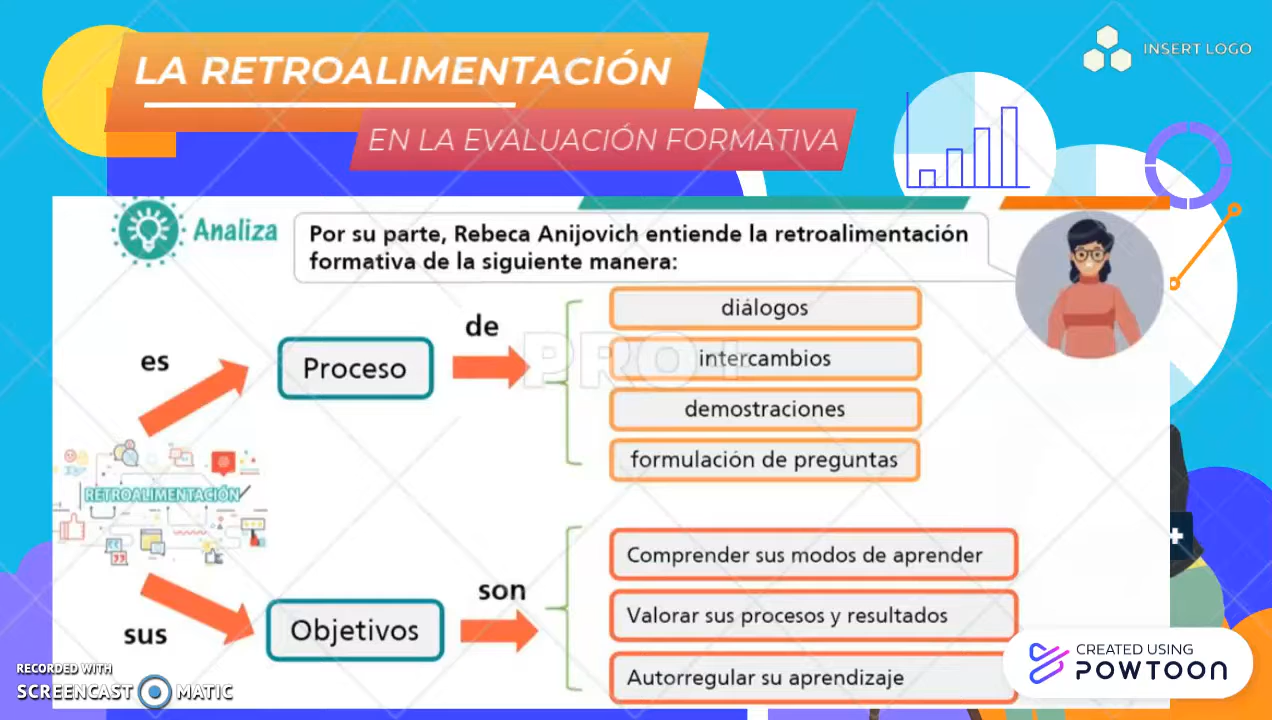 LA RETROALIMENTACIÓN
INSERT LOGO
EN LA EVALUACIÓN FORMATIVA
Analiza
Por su parte, Rebeca Anijovich entiende la retroalimentación
formativa de la siguiente manera:
es
Proceso
de
diálogos
intercambios
demostraciones
formulación de preguntas
PRO+
RETROALIMENTACIÓN
sus
Objetivos
son
Comprender sus modos de aprender
Valorar sus procesos y resultados
Autorregular su aprendizaje
RECORDED WITH
SCREENCAST MATIC
CREATED USING
POWTOON